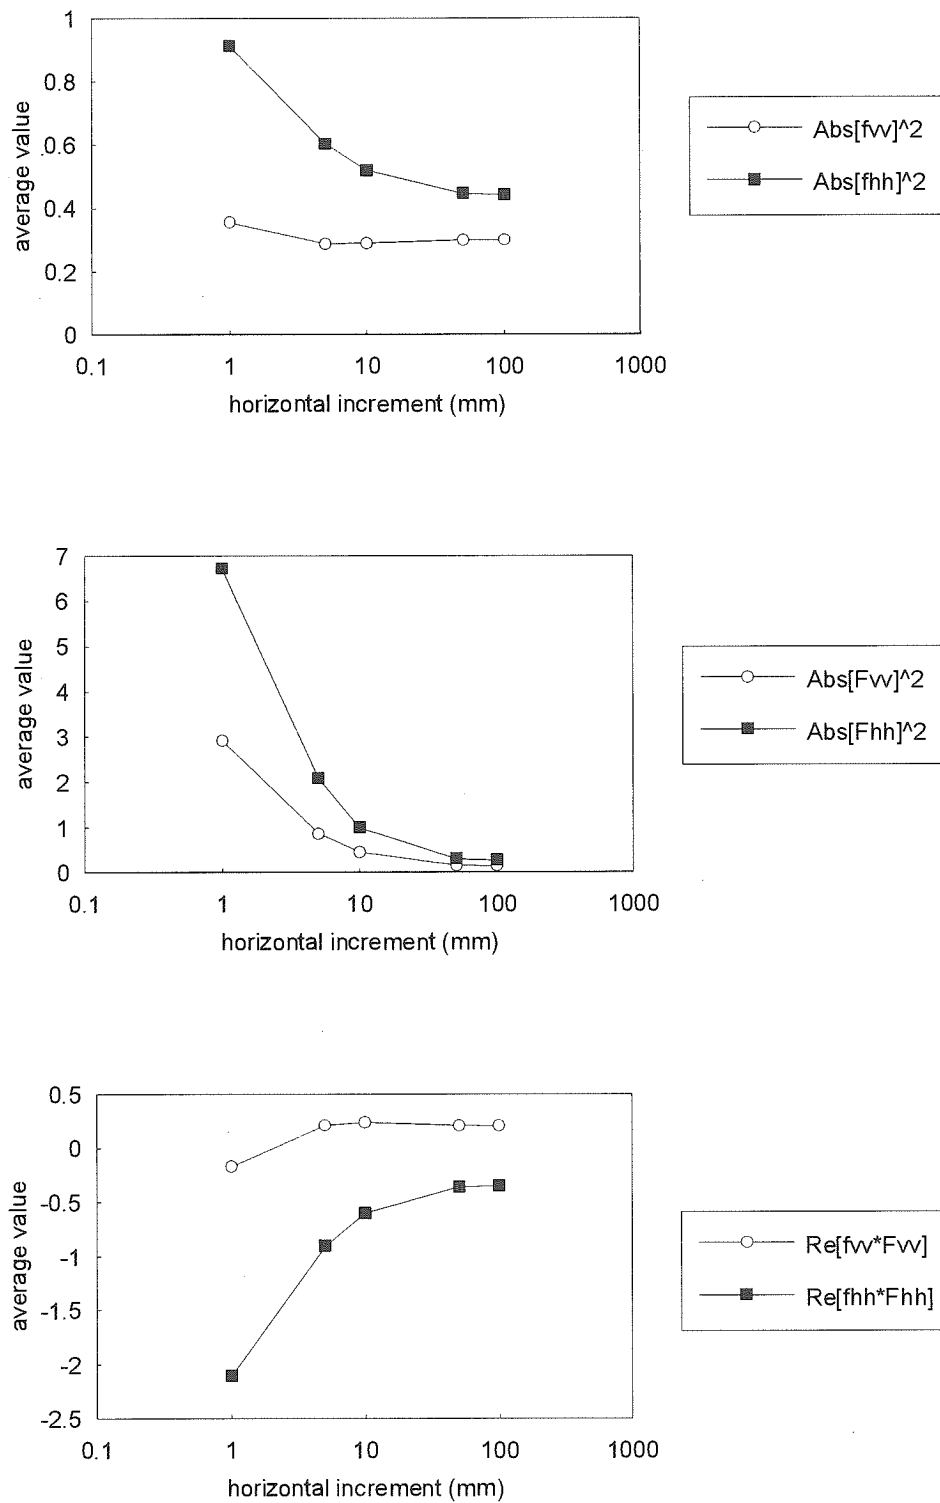 1
0.8
0.6
0.4
0.2
0
average value
0.1 1 10 100 1000
horizontal increment (mm)
Abs[fvv]^2
Abs[fhh]^2
7
6
5
4
3
2
1
0
average value
0.1 1 10 100 1000
horizontal increment (mm)
Abs[Fvv]^2
Abs[Fhh]^2
0.5
0
-0.5
-1
-1.5
-2
-2.5
average value
0.1 1 10 100 1000
horizontal increment (mm)
Re[fvv*Fvv]
Re[fhh*Fhh]